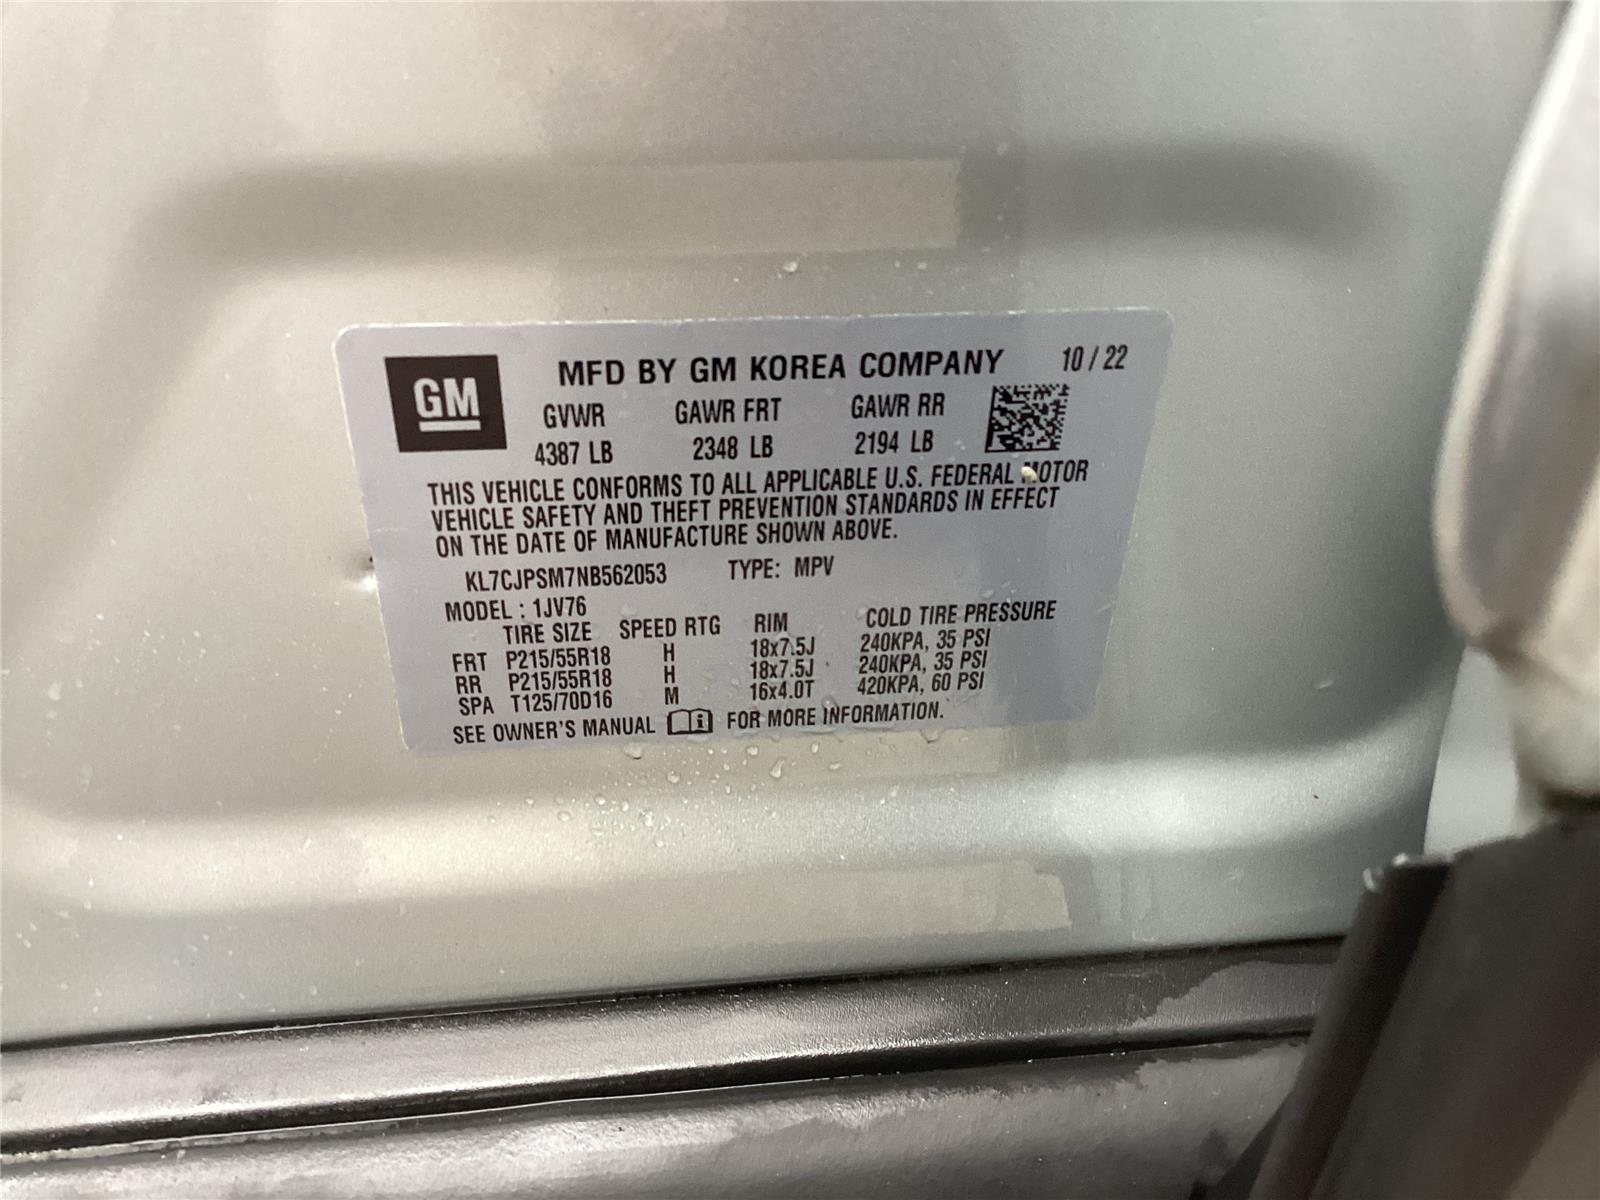 GM
MFD BY GM KOREA COMPANY 10 / 22
GVWR GAWR FRT GAWR RR
4387 LB 2348 LB 2194 LB
THIS VEHICLE CONFORMS TO ALL APPLICABLE U.S. FEDERAL MOTOR
VEHICLE SAFETY AND THEFT PREVENTION STANDARDS IN EFFECT
ON THE DATE OF MANUFACTURE SHOWN ABOVE.
KL7CJPSM7NB562053 TYPE: MPV
MODEL : 1JV76
TIRE SIZE SPEED RTG RIM COLD TIRE PRESSURE
FRT P215/55R18 H 18x7.5J 240KPA, 35 PSI
RR P215/55R18 H 18x7.5J 240KPA, 35 PSI
SPA T125/70D16 M 16x4.0T 420KPA, 60 PSI
SEE OWNER'S MANUAL i FOR MORE INFORMATION.